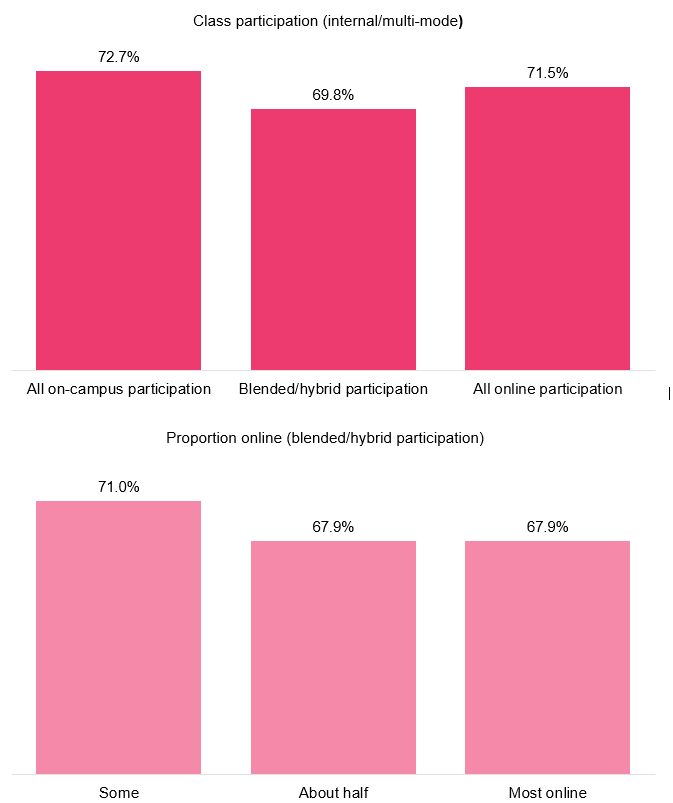 Class participation (internal/multi-mode)
72.7%
69.8%
71.5%
All on-campus participation
Blended/hybrid participation
All online participation
Proportion online (blended/hybrid participation)
71.0%
67.9%
67.9%
Some
About half
Most online